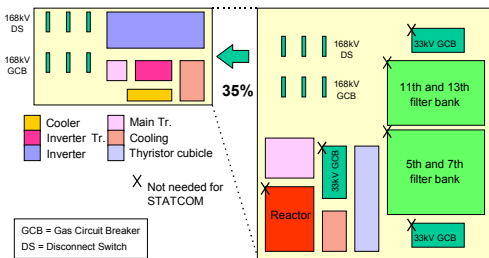 168kV
DS
168kV
GCB
35%
168kV
DS
168kV
GCB
X
33kV GCB
X
11th and 13th
filter bank
X
5th and 7th
filter bank
X
33kV GCB
X
Reactor
X
33kV GCB
Cooler
Inverter Tr.
Inverter
Main Tr.
Cooling
Thyristor cubicle
X Not needed for
STATCOM
GCB = Gas Circuit Breaker
DS = Disconnect Switch